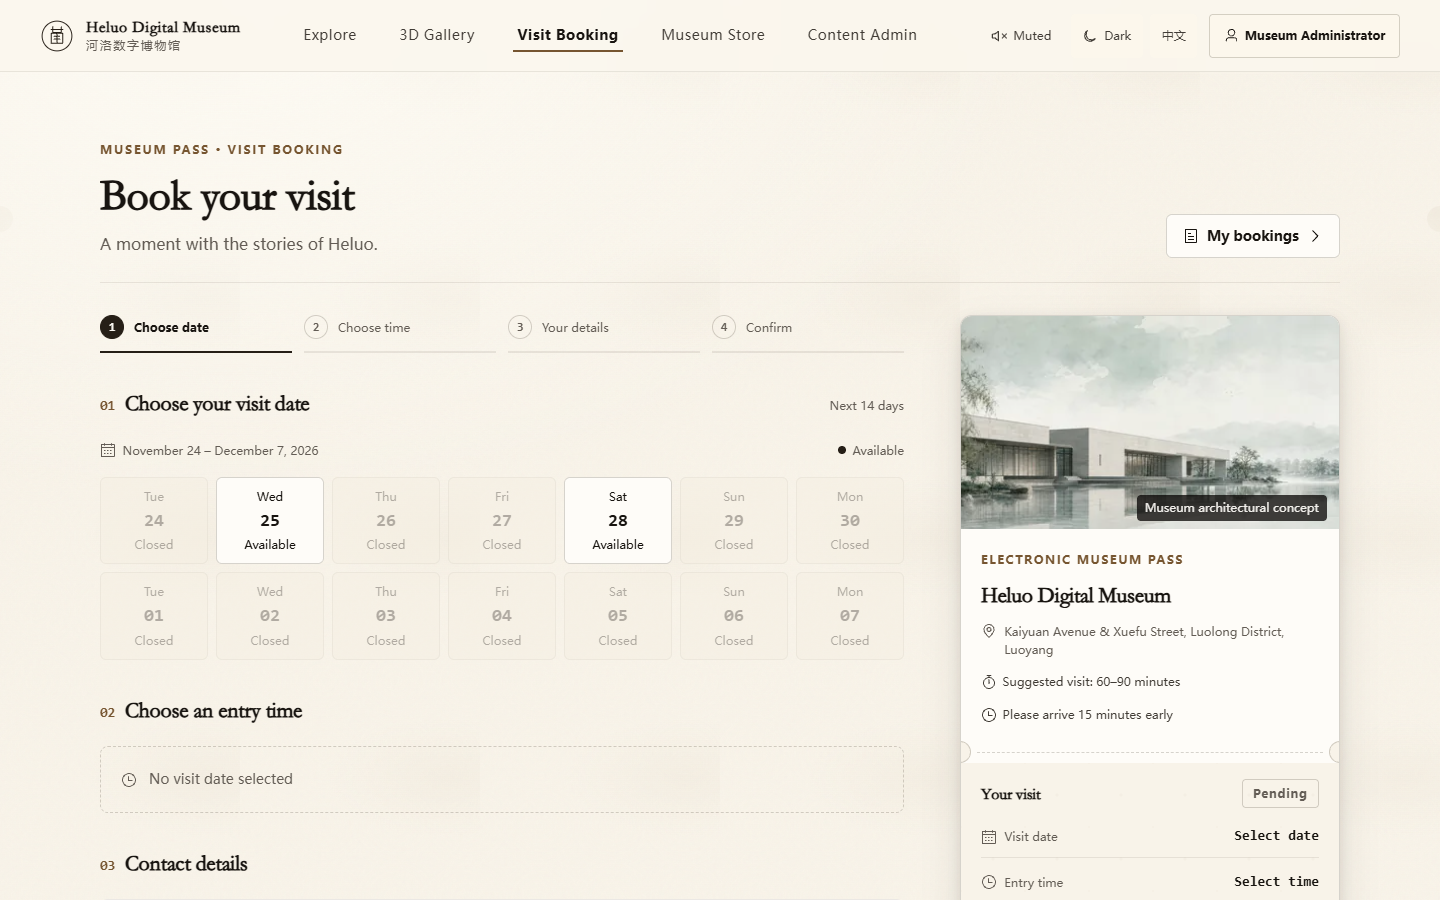 Heluo Digital Museum
河洛数字博物馆
Explore
3D Gallery
Visit Booking
Museum Store
Content Admin
Muted
Dark
中文
Museum Administrator
MUSEUM PASS • VISIT BOOKING
Book your visit
A moment with the stories of Heluo.
My bookings
1 Choose date
2 Choose time
3 Your details
4 Confirm
01 Choose your visit date
Next 14 days
November 24 – December 7, 2026
Available
Tue
24
Closed
Wed
25
Available
Thu
26
Closed
Fri
27
Closed
Sat
28
Available
Sun
29
Closed
Mon
30
Closed
Tue
01
Closed
Wed
02
Closed
Thu
03
Closed
Fri
04
Closed
Sat
05
Closed
Sun
06
Closed
Mon
07
Closed
02 Choose an entry time
No visit date selected
03 Contact details
Museum architectural concept
ELECTRONIC MUSEUM PASS
Heluo Digital Museum
Kaiyuan Avenue & Xuefu Street, Luolong District,
Luoyang
Suggested visit: 60–90 minutes
Please arrive 15 minutes early
Your visit
Pending
Visit date
Select date
Entry time
Select time